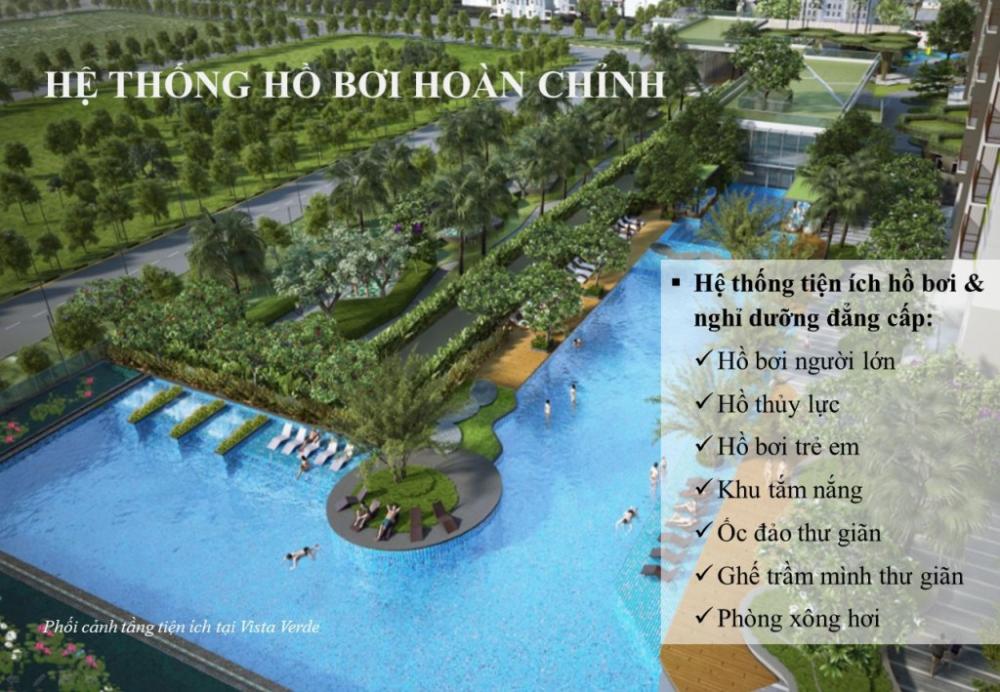 HỆ THỐNG HỒ BƠI HOÀN CHỈNH
▪ Hệ thống tiện ích hồ bơi &
nghỉ dưỡng đẳng cấp:
✓ Hồ bơi người lớn
✓ Hồ thủy lực
✓ Hồ bơi trẻ em
✓ Khu tắm nắng
✓ Ốc đảo thư giãn
✓ Ghế trầm mình thư giãn
✓ Phòng xông hơi
Phối cảnh tầng tiện ích tại Vista Verde